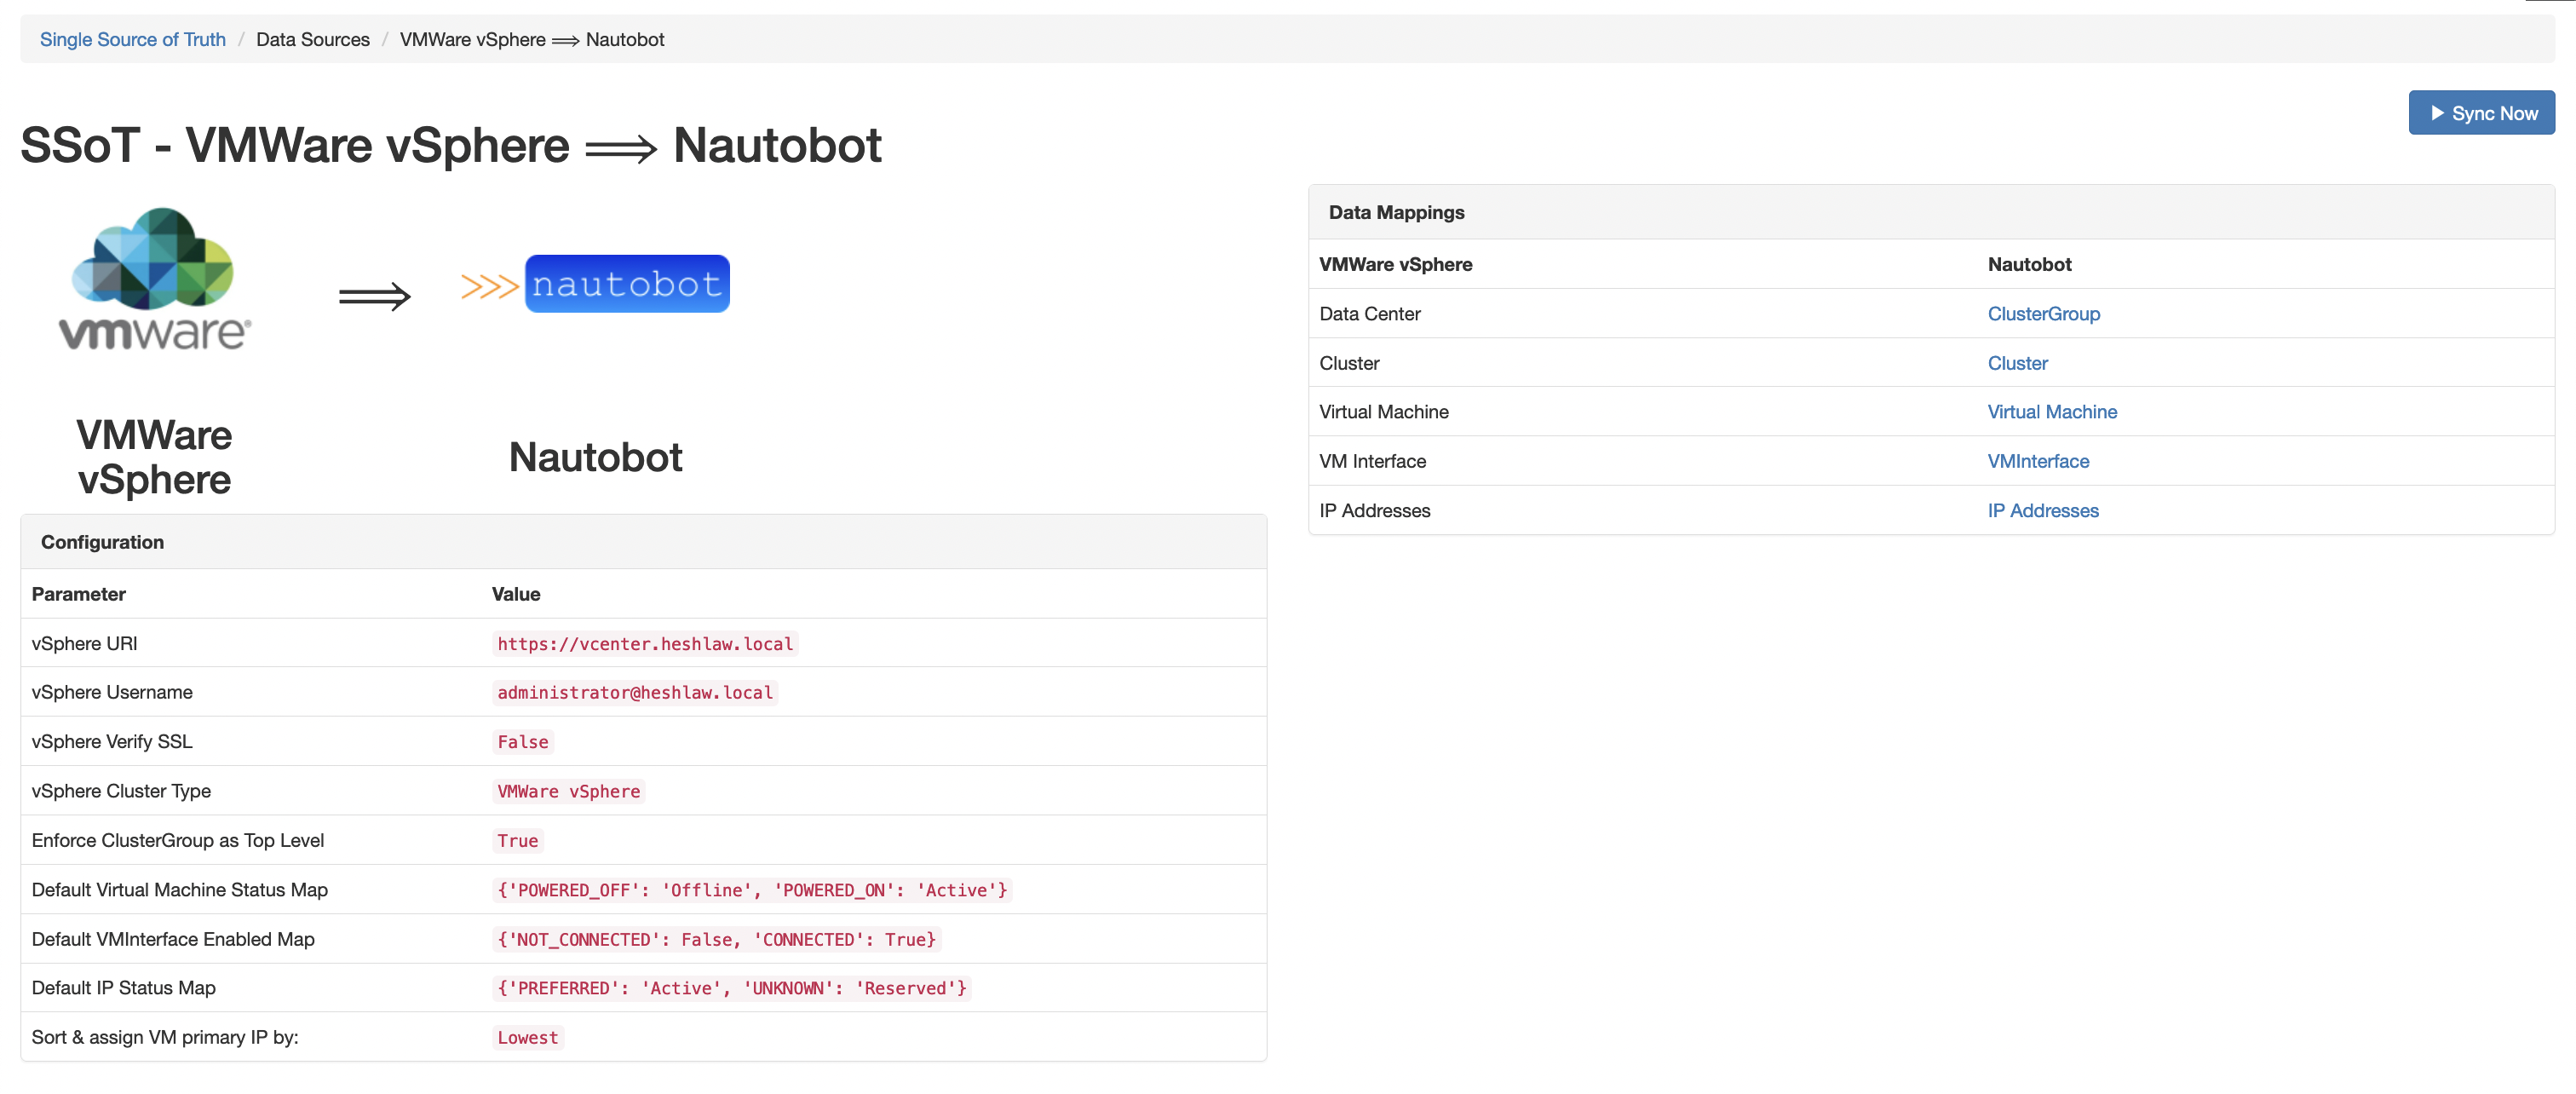 Single Source of Truth / Data Sources / VMWare vSphere ⟹ Nautobot
Sync Now
SSoT - VMWare vSphere ⟹ Nautobot
vmware®
⟹
>>> nautobot
VMWare
vSphere
Nautobot
Configuration
Parameter Value
vSphere URI https://vcenter.heshlaw.local
vSphere Username administrator@heshlaw.local
vSphere Verify SSL False
vSphere Cluster Type VMWare vSphere
Enforce ClusterGroup as Top Level True
Default Virtual Machine Status Map {'POWERED_OFF': 'Offline', 'POWERED_ON': 'Active'}
Default VMInterface Enabled Map {'NOT_CONNECTED': False, 'CONNECTED': True}
Default IP Status Map {'PREFERRED': 'Active', 'UNKNOWN': 'Reserved'}
Sort & assign VM primary IP by: Lowest
Data Mappings
VMWare vSphere Nautobot
Data Center ClusterGroup
Cluster Cluster
Virtual Machine Virtual Machine
VM Interface VMInterface
IP Addresses IP Addresses